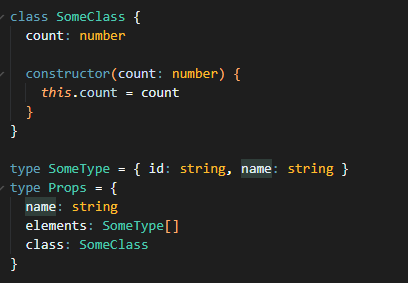 class SomeClass {
  count: number

  constructor(count: number) {
    this.count = count
  }
}

type SomeType = { id: string, name: string }
type Props = {
  name: string
  elements: SomeType[]
  class: SomeClass
}